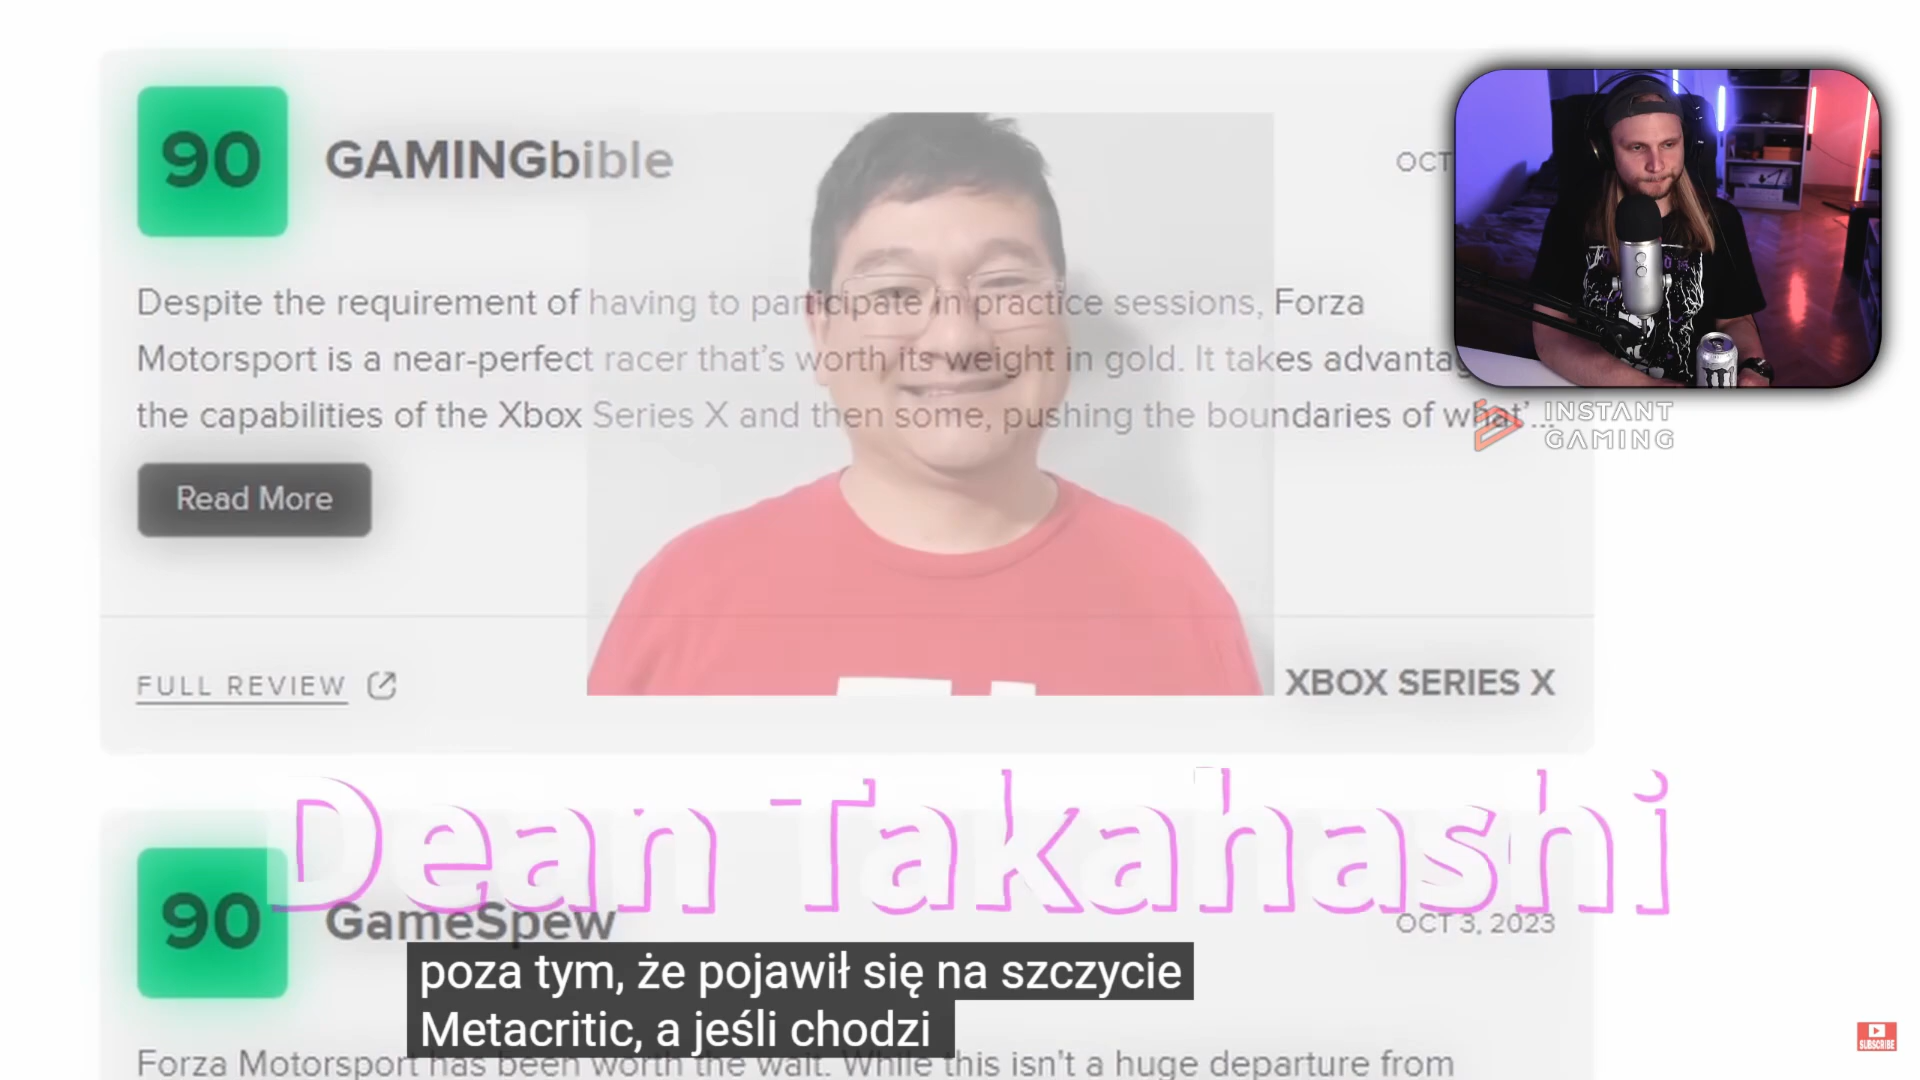 90
GAMINGbible
OCT
Despite the requirement of having to participate in practice sessions, Forza
Motorsport is a near-perfect racer that's worth its weight in gold. It takes advantag
the capabilities of the Xbox Series X and then some, pushing the boundaries of what'...
INSTANT
GAMING
Read More
FULL REVIEW
XBOX SERIES X
Dean Takahashi
90
GameSpew
OCT 3, 2023
poza tym, że pojawił się na szczycie
Metacritic, a jeśli chodzi
Forza Motorsport has been worth the wait. While this isn't a huge departure from
SUBSCRIBE